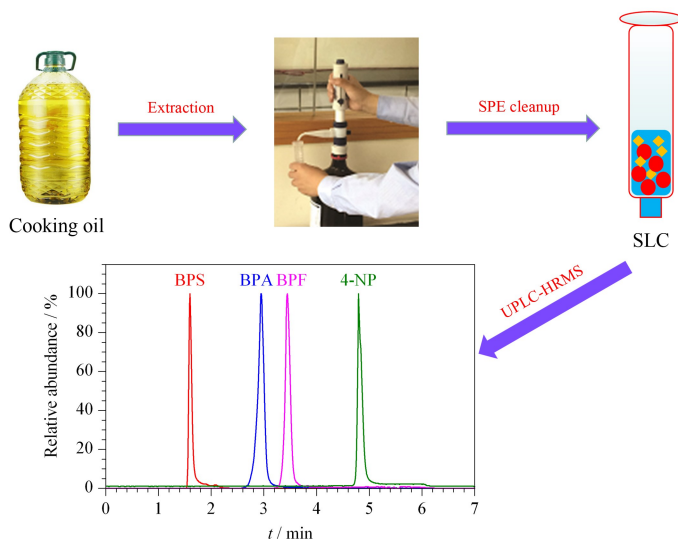 Extraction
SPE cleanup
Cooking oil
SLC
UPLC-HRMS
BPS BPA BPF 4-NP
Relative abundance / %
100
80
60
40
20
0
0 1 2 3 4 5 6 7
t / min